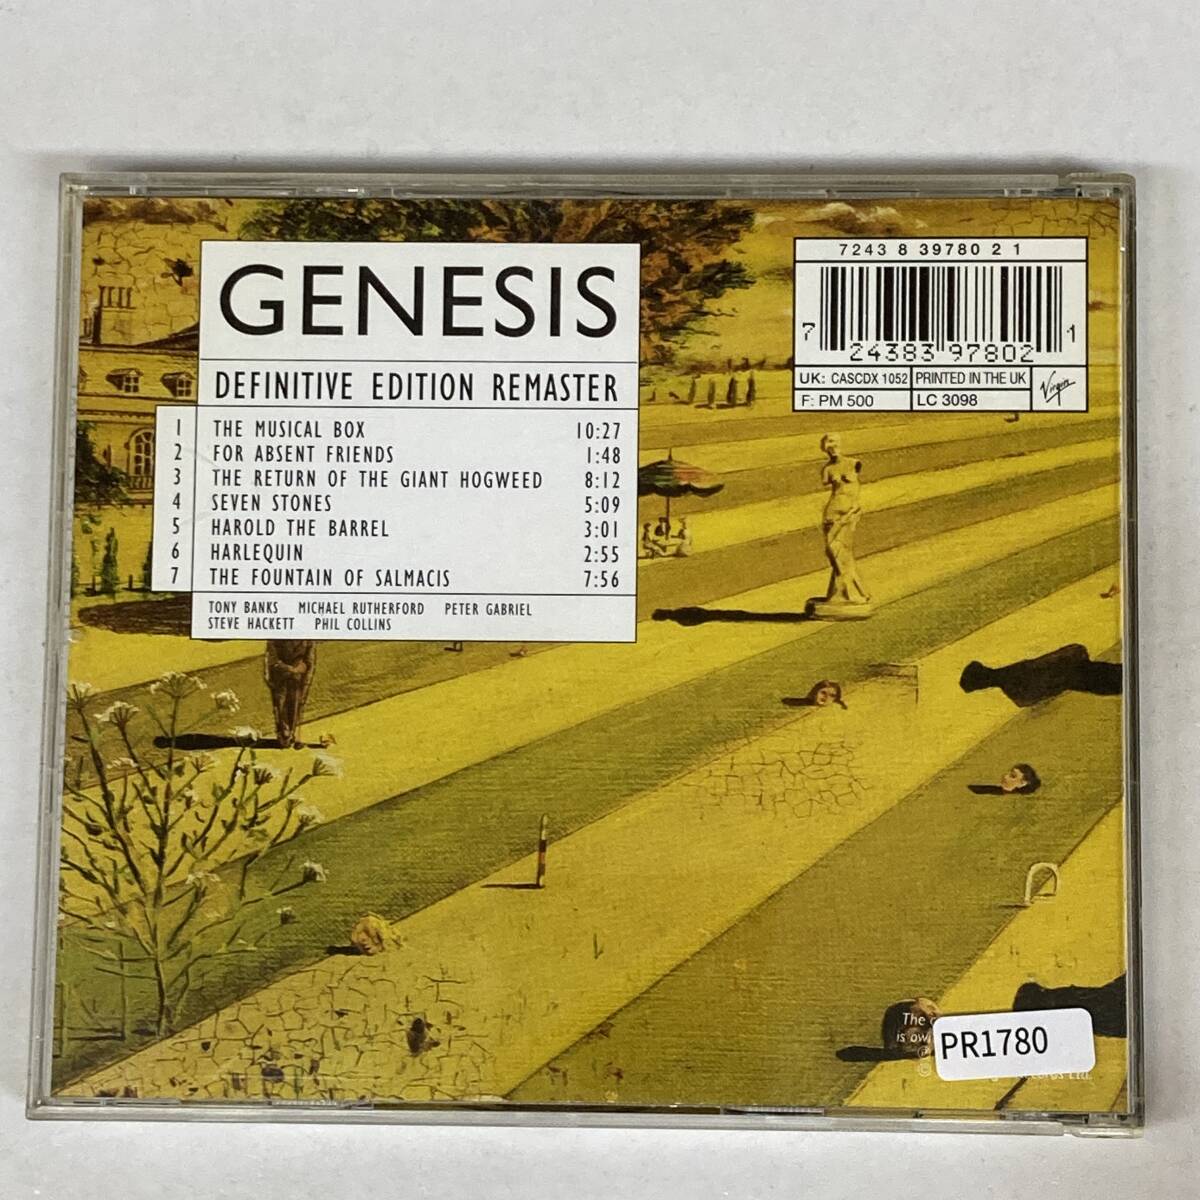 GENESIS
DEFINITIVE EDITION REMASTER
1 THE MUSICAL BOX 10:27
2 FOR ABSENT FRIENDS 1:48
3 THE RETURN OF THE GIANT HOGWEED 8:12
4 SEVEN STONES 5:09
5 HAROLD THE BARREL 3:01
6 HARLEQUIN 2:55
7 THE FOUNTAIN OF SALMACIS 7:56
TONY BANKS MICHAEL RUTHERFORD PETER GABRIEL
STEVE HACKETT PHIL COLLINS
7243 8 39780 2 1
7 24383 97802 1
UK: CASCDX 1052 PRINTED IN THE UK
F: PM 500 LC 3098
Virgin
The
is
PR1780
Ltd.